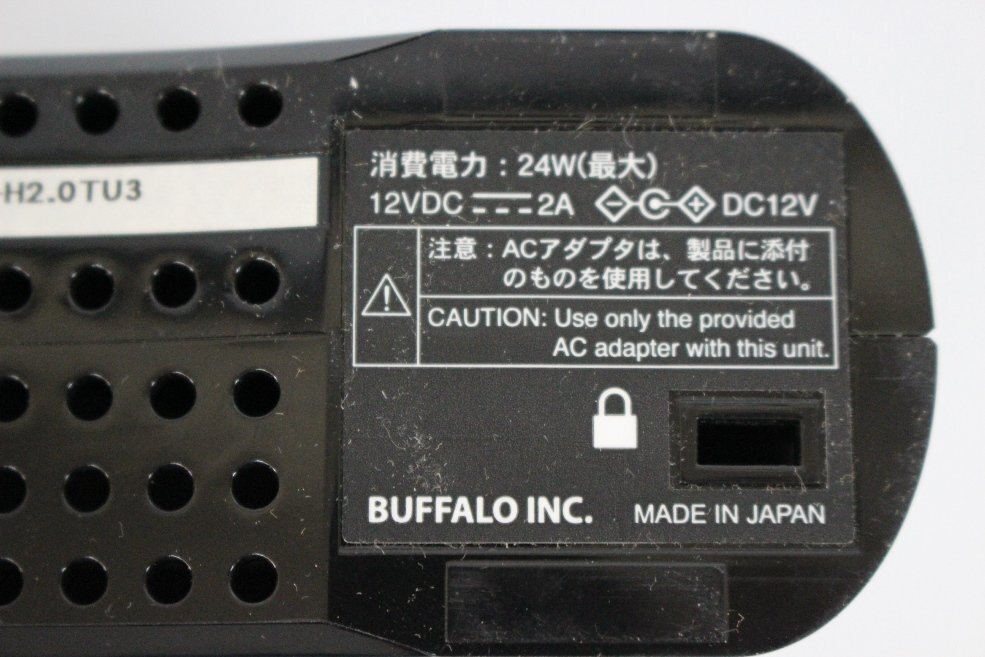 -H2.0TU3
消費電力：24W(最大)
12VDC 2A DC12V
注意：ACアダプタは、製品に添付
のものを使用してください。
CAUTION: Use only the provided
AC adapter with this unit.
BUFFALO INC. MADE IN JAPAN